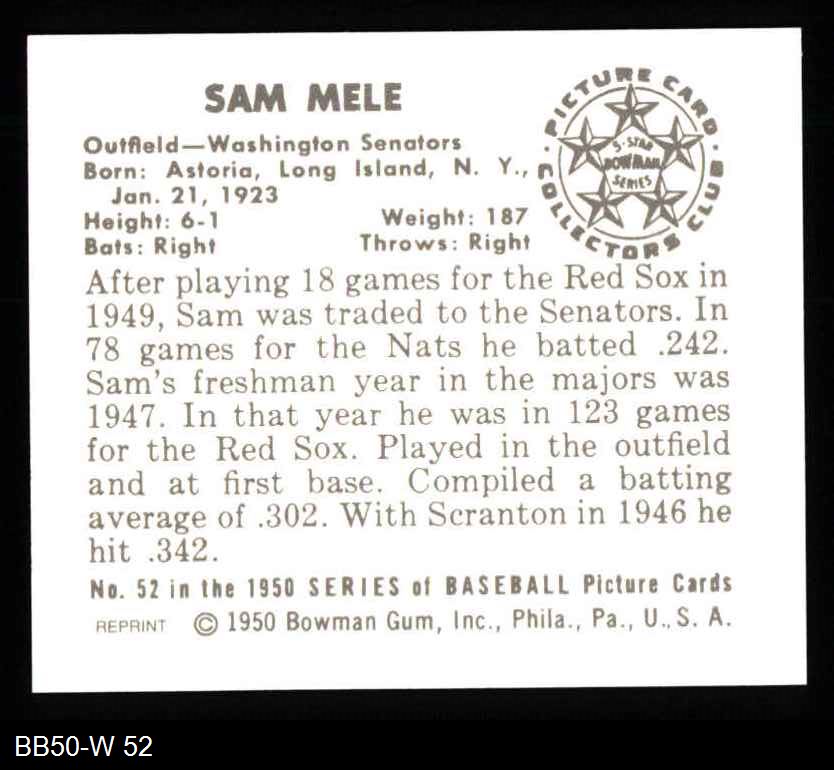 SAM MELE
Outfield—Washington Senators
Born: Astoria, Long Island, N. Y.,
Jan. 21, 1923
Height: 6-1 Weight: 187
Bats: Right Throws: Right
PICTURE CARD
COLLECTORS CLUB
5-STAR
BOWMAN
SERIES
After playing 18 games for the Red Sox in
1949, Sam was traded to the Senators. In
78 games for the Nats he batted .242.
Sam's freshman year in the majors was
1947. In that year he was in 123 games
for the Red Sox. Played in the outfield
and at first base. Compiled a batting
average of .302. With Scranton in 1946 he
hit .342.
No. 52 in the 1950 SERIES of BASEBALL Picture Cards
REPRINT © 1950 Bowman Gum, Inc., Phila., Pa., U., S. A.
BB50-W 52